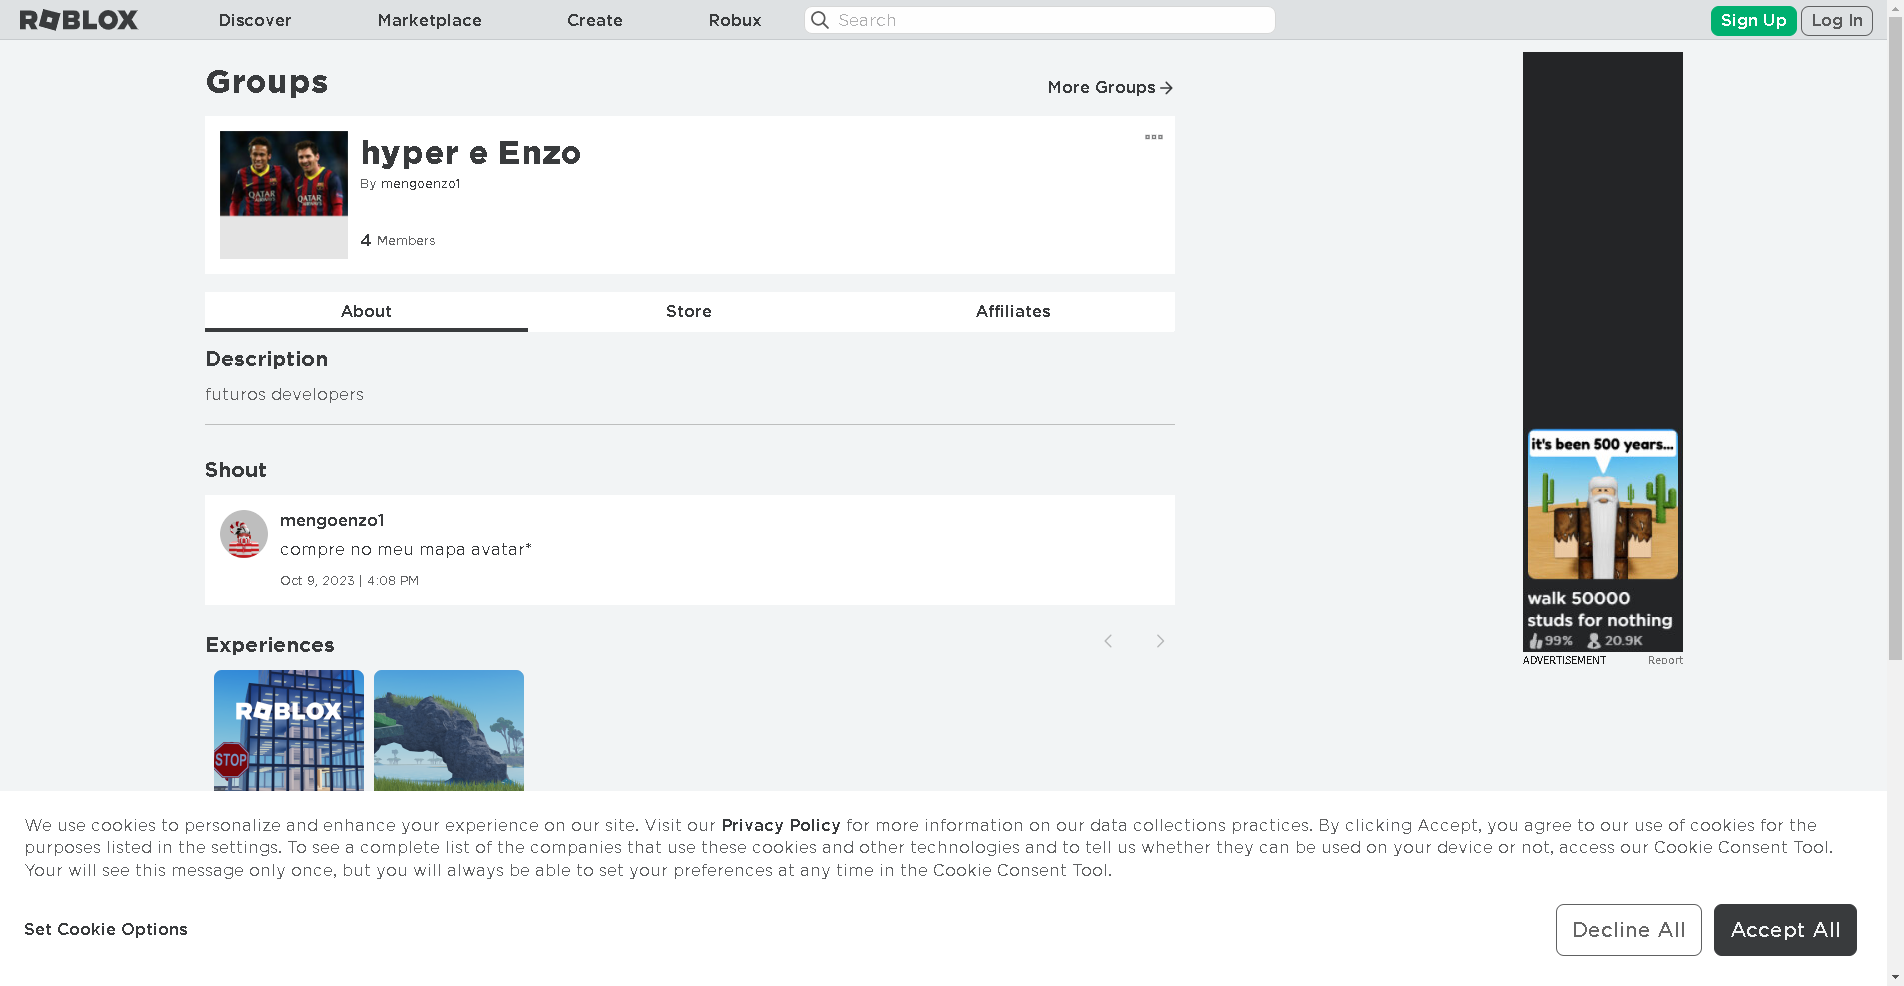 ROBLOX
Discover
Marketplace
Create
Robux
Search
Sign Up
Log In
Groups
More Groups
hyper e Enzo
By mengoenzo1
QATAR AIRWAYS
QATAR
4 Members
About
Store
Affiliates
Description
futuros developers
Shout
mengoenzo1
compre no meu mapa avatar*
Oct 9, 2023 | 4:08 PM
Experiences
ROBLOX
STOP
it's been 500 years...
walk 50000
studs for nothing
99% 20.9K
ADVERTISEMENT
Report
We use cookies to personalize and enhance your experience on our site. Visit our Privacy Policy for more information on our data collections practices. By clicking Accept, you agree to our use of cookies for the
purposes listed in the settings. To see a complete list of the companies that use these cookies and other technologies and to tell us whether they can be used on your device or not, access our Cookie Consent Tool.
Your will see this message only once, but you will always be able to set your preferences at any time in the Cookie Consent Tool.
Set Cookie Options
Decline All
Accept All